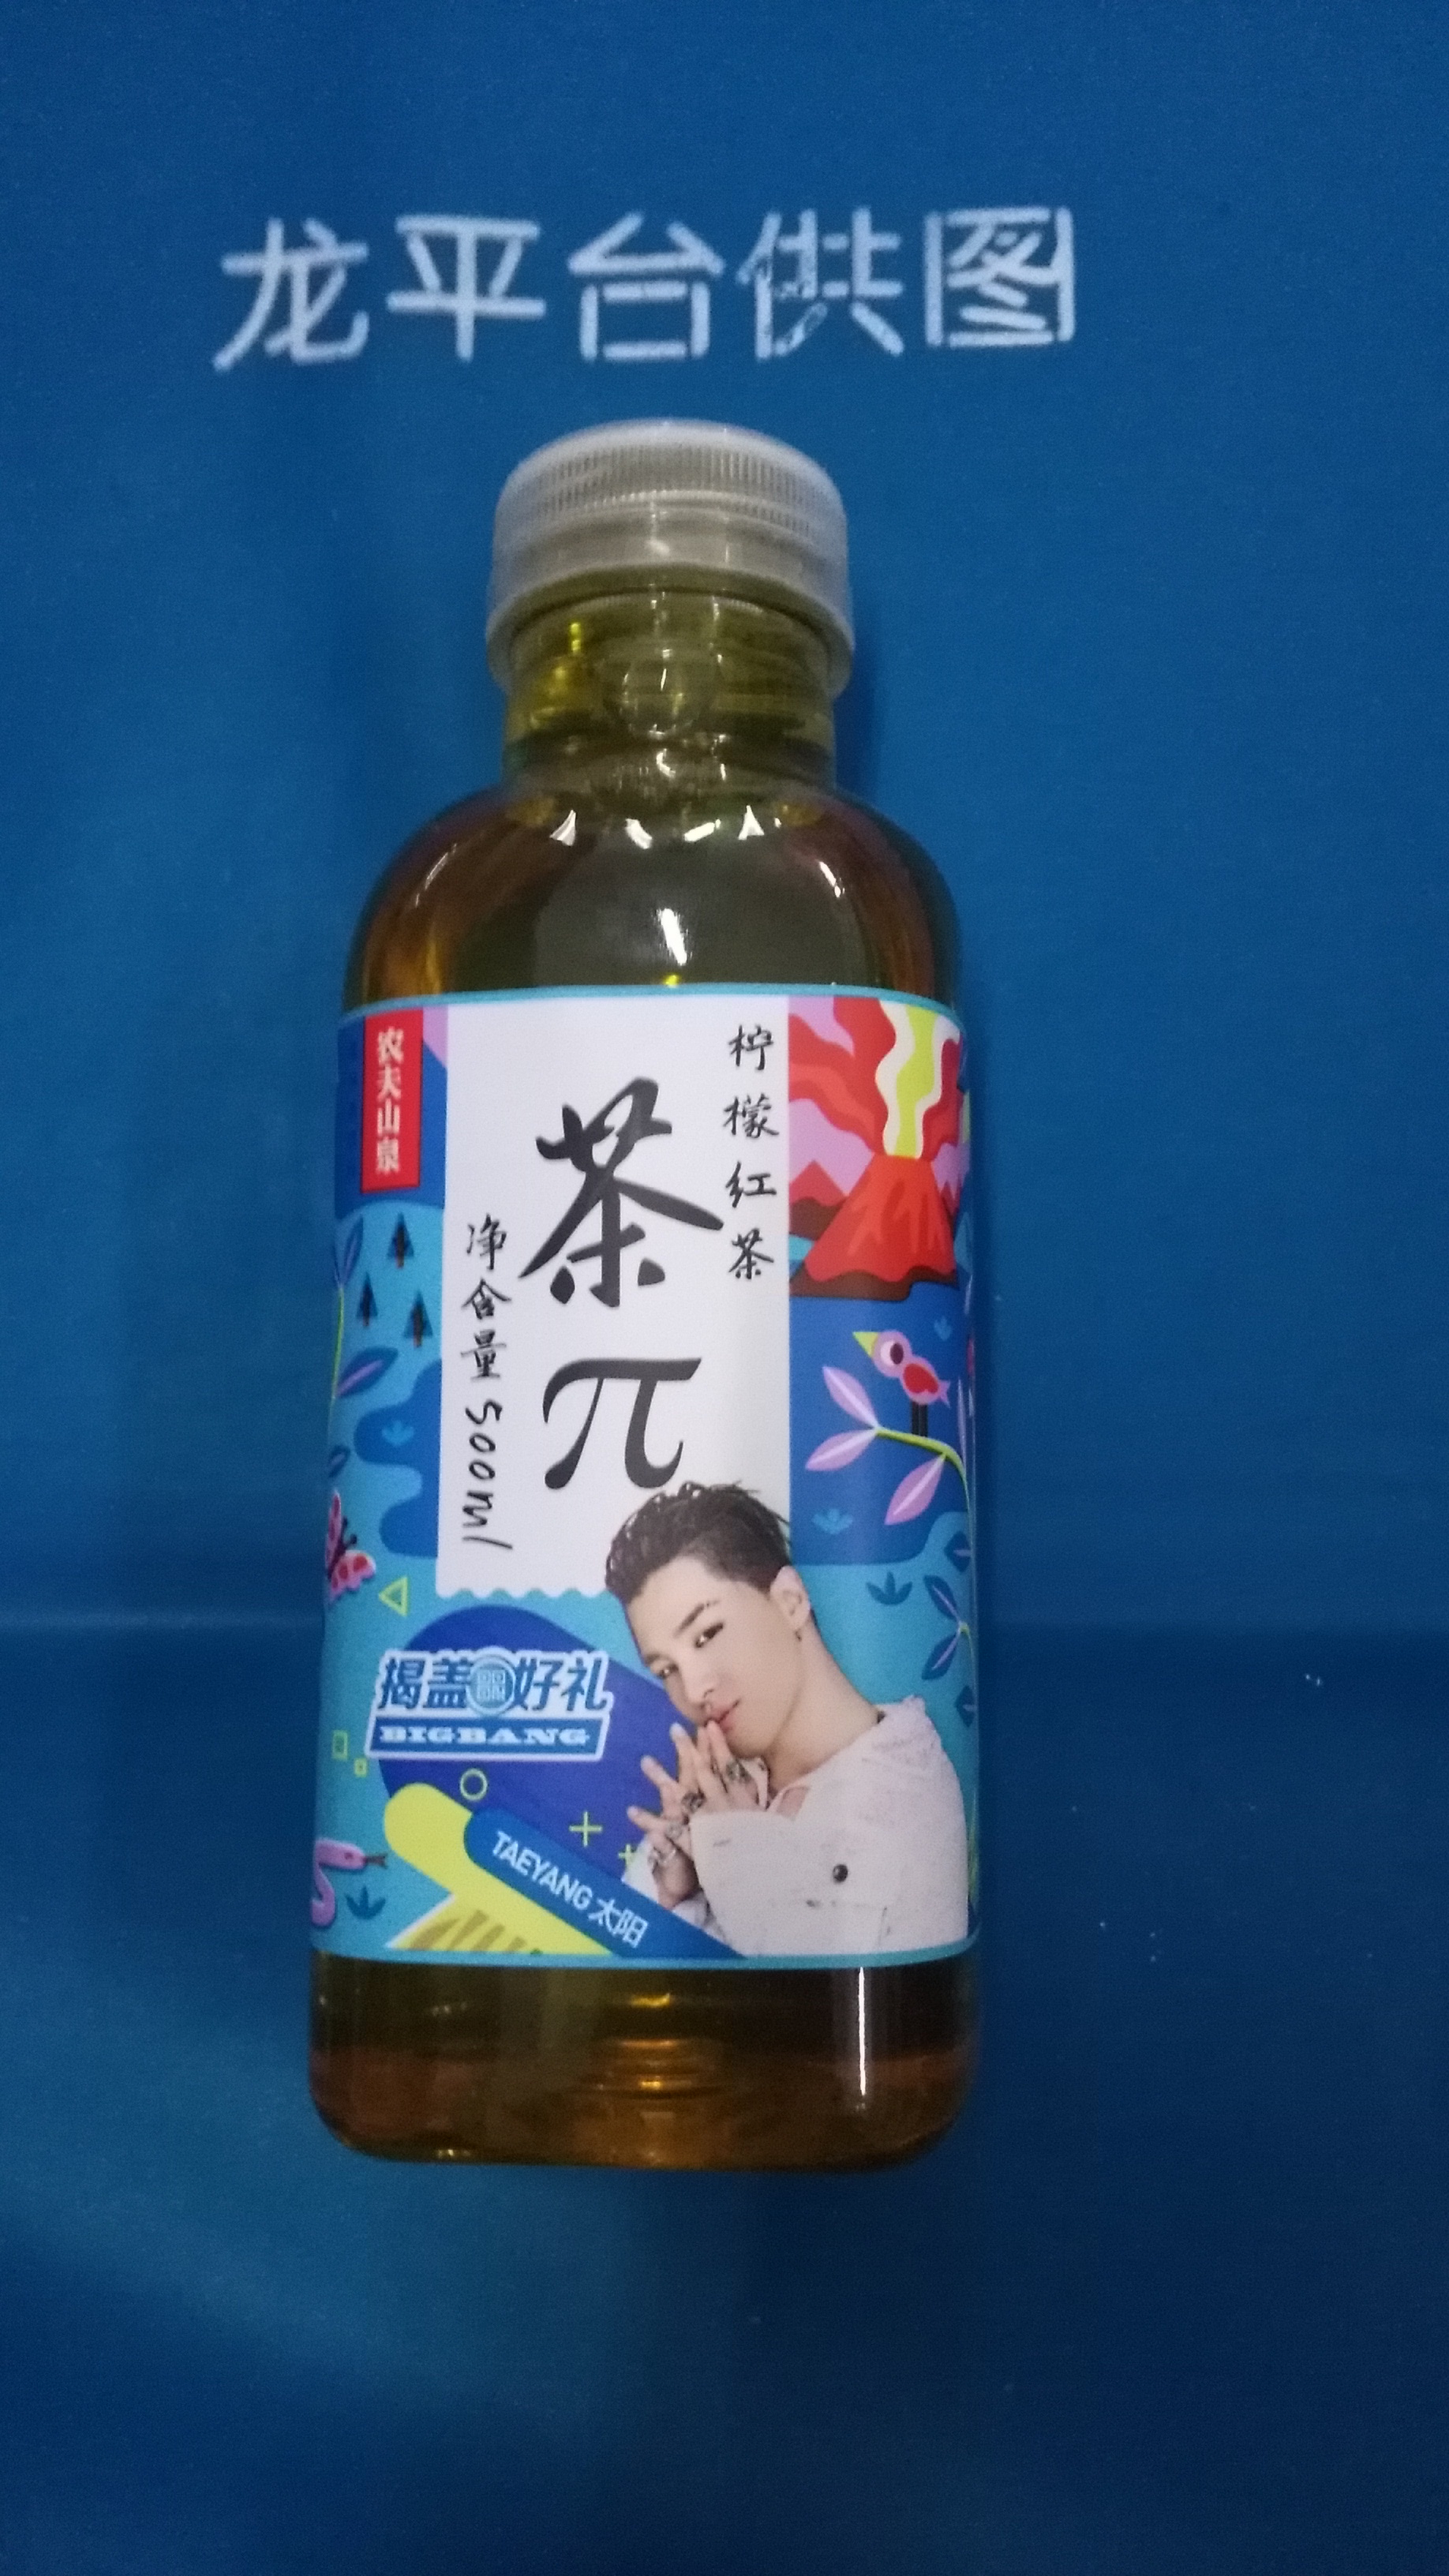 龙平台供图
农夫山泉
柠檬红茶
茶π
净含量500ml
揭盖好礼
BIGBANG
TAEYANG 太阳